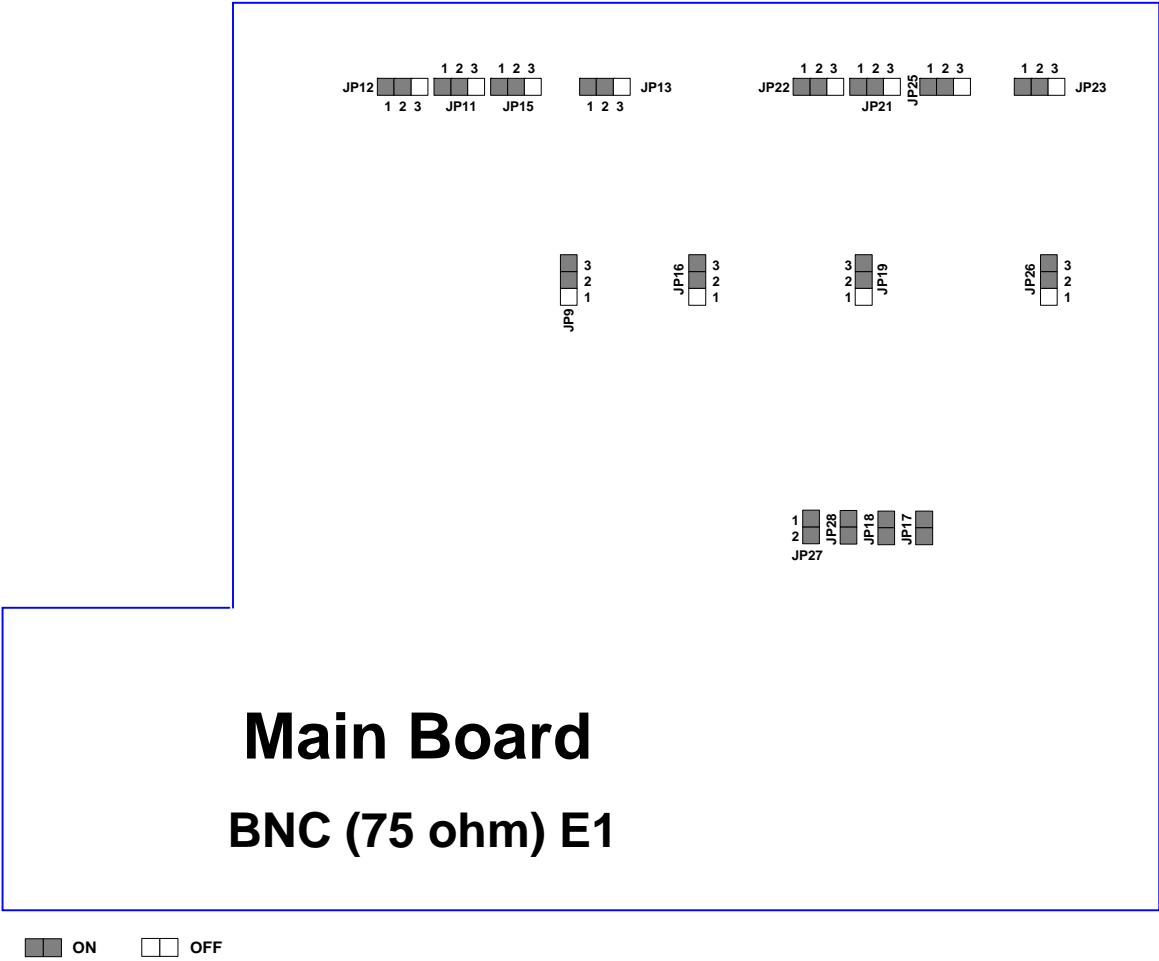 1 2 3 1 2 3 1 2 3 1 2 3 1 2 3 1 2 3
JP12 JP13 JP22 JP25 JP23
1 2 3 JP11 JP15 1 2 3 JP21
3 JP16 3 3 JP19 JP26 3
2 2 2 2
1 1 1 1
JP9
1 JP28 JP18 JP17
2
JP27
Main Board
BNC (75 ohm) E1
ON OFF